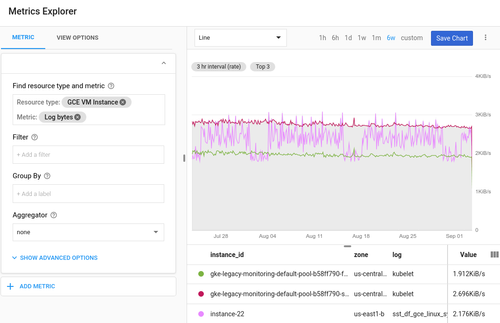 Metrics Explorer
METRIC
VIEW OPTIONS
Find resource type and metric
Resource type: GCE VM Instance
Metric: Log bytes
Filter
+ Add a filter
Group By
+ Add a label
Aggregator
none
SHOW ADVANCED OPTIONS
+ ADD METRIC
Line
1h 6h 1d 1w 1m 6w custom
Save Chart
3 hr interval (rate)
Top 3
4KiB/s
3KiB/s
2KiB/s
1KiB/s
0
Jul 28 Aug 04 Aug 11 Aug 18 Aug 25 Sep 01
instance_id zone log Value
gke-legacy-monitoring-default-pool-b58ff790-f... us-central... kubelet 1.912KiB/s
gke-legacy-monitoring-default-pool-b58ff790-s... us-central... kubelet 2.696KiB/s
instance-22 us-east1-b sst_df_gce_linux_s 2.176KiB/s